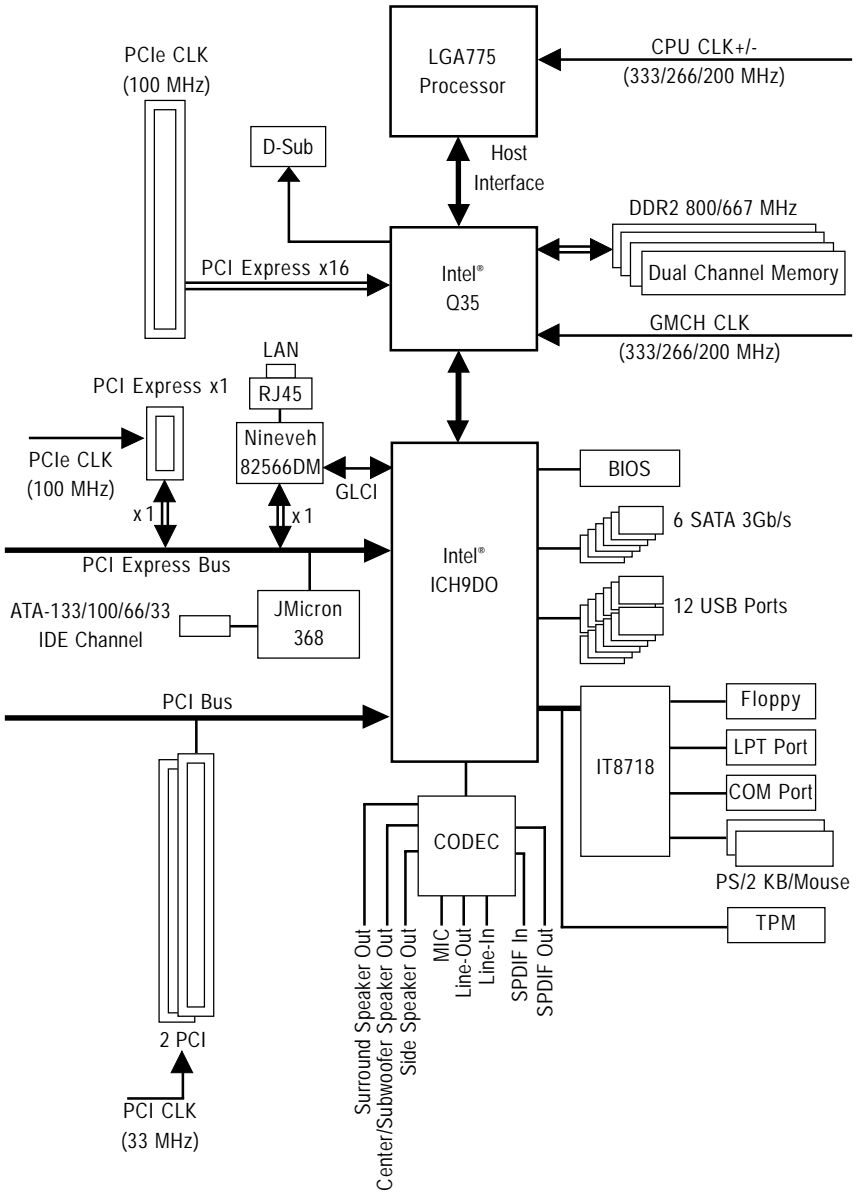 PCIe CLK
(100 MHz)
LGA775
Processor
CPU CLK+/-
(333/266/200 MHz)
D-Sub
Host
Interface
DDR2 800/667 MHz
Dual Channel Memory
PCI Express x16
Intel®
Q35
GMCH CLK
(333/266/200 MHz)
LAN
RJ45
PCI Express x1
Nineveh
82566DM
PCIe CLK
(100 MHz)
GLCI
x1
x1
BIOS
6 SATA 3Gb/s
PCI Express Bus
Intel®
ICH9DO
12 USB Ports
ATA-133/100/66/33
IDE Channel
JMicron
368
PCI Bus
Floppy
LPT Port
IT8718
COM Port
PS/2 KB/Mouse
TPM
CODEC
Surround Speaker Out
Center/Subwoofer Speaker Out
Side Speaker Out
MIC
Line-Out
Line-In
SPDIF In
SPDIF Out
2 PCI
PCI CLK
(33 MHz)